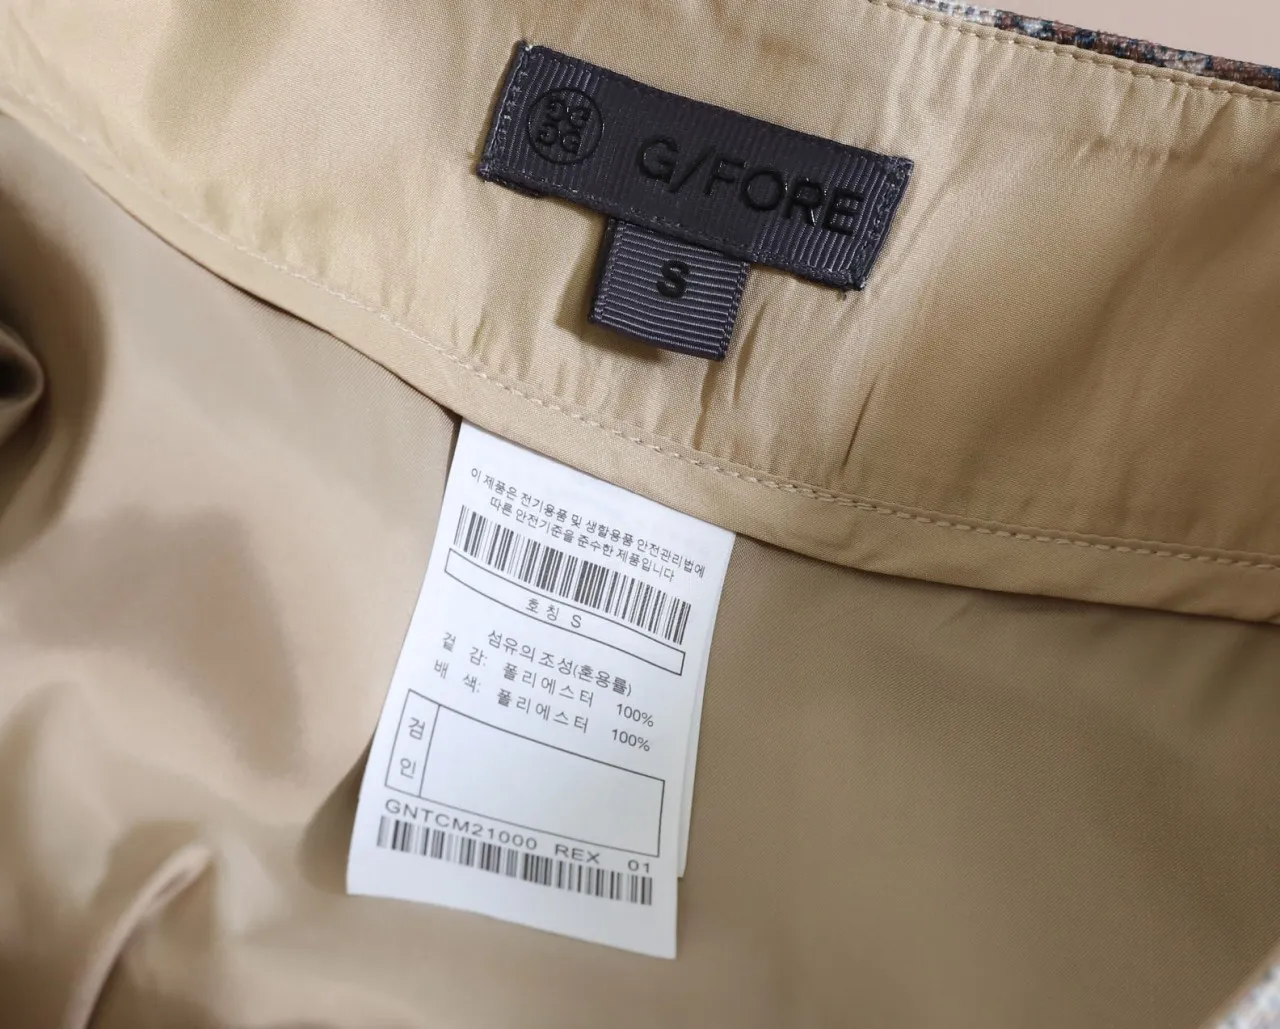 G/FORE
S
이 제품은 전기용품 및 생활용품 안전관리법에
따른 안전기준을 준수한 제품입니다
호칭 S
섬유의 조성(혼용률)
겉 감: 폴리에스터 100%
배 색: 폴리에스터 100%
검
인
GNTCM21000 REX 01